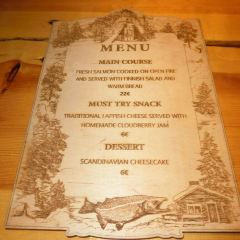 MENU
MAIN COURSE
FRESH SALMON COOKED ON OPEN FIRE
AND SERVED WITH FINNISH SALAD AND
WARM BREAD
22€
MUST TRY SNACK
TRADITIONAL LAPPISH CHEESE SERVED WITH
HOMEMADE CLOUDBERRY JAM
6€
DESSERT
SCANDINAVIAN CHEESECAKE
6€